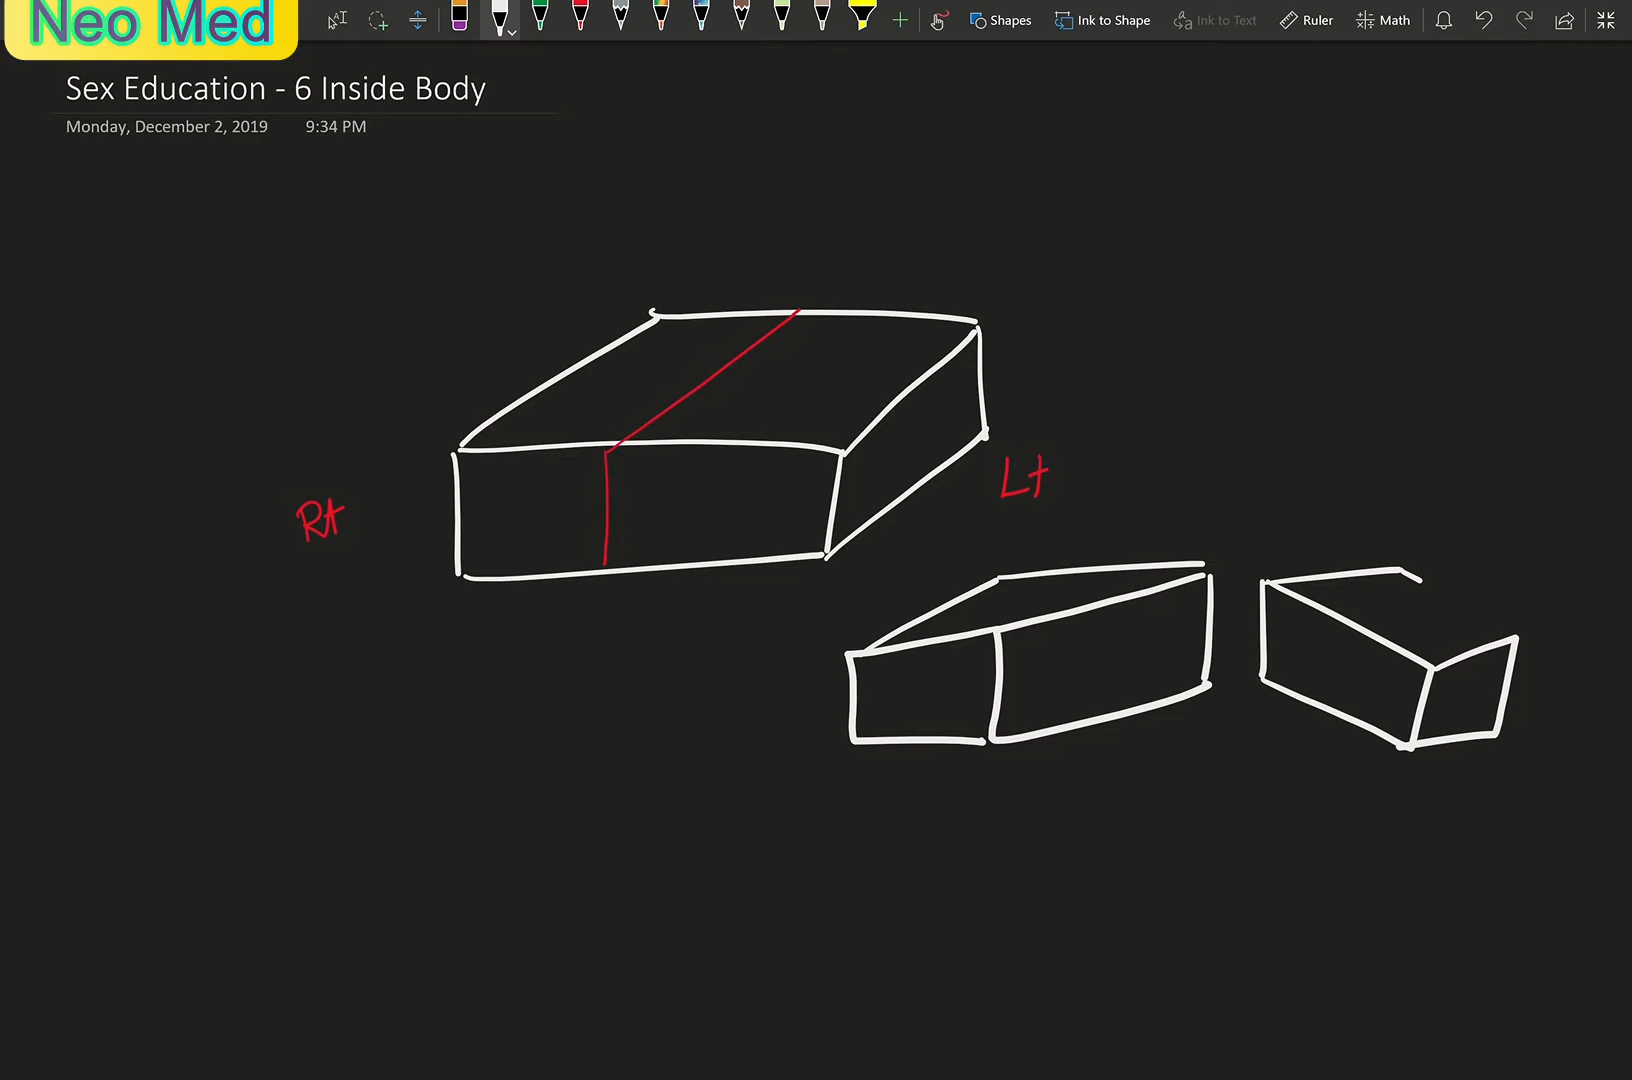 Neo Med
Shapes
Ink to Shape
Ink to Text
Ruler
Math
Sex Education - 6 Inside Body
Monday, December 2, 2019 9:34 PM
Rt
Lt